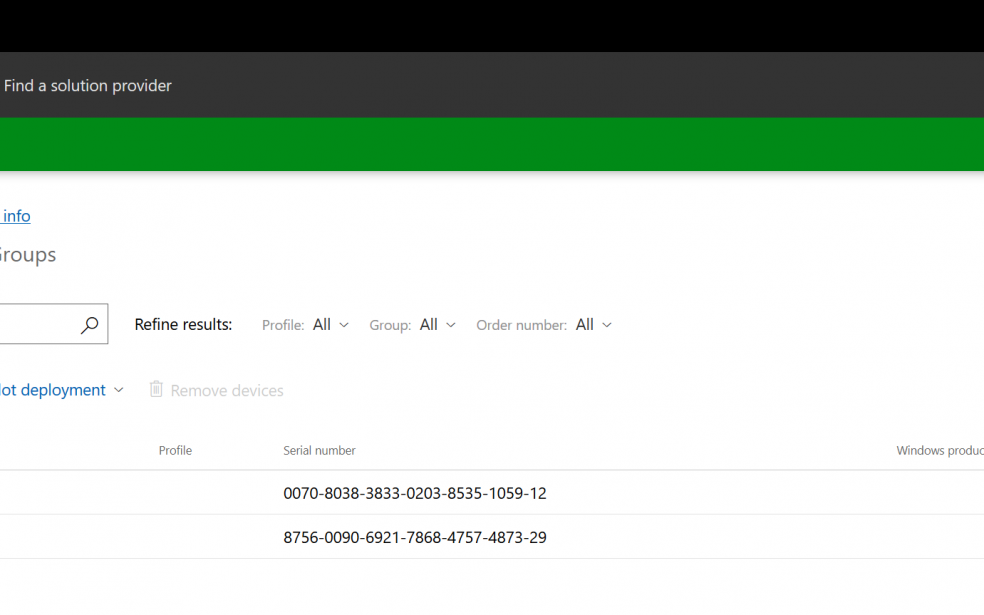 Find a solution provider
info
Groups
Refine results: Profile: All Group: All Order number: All
lot deployment Remove devices
Profile Serial number Windows produc
0070-8038-3833-0203-8535-1059-12
8756-0090-6921-7868-4757-4873-29